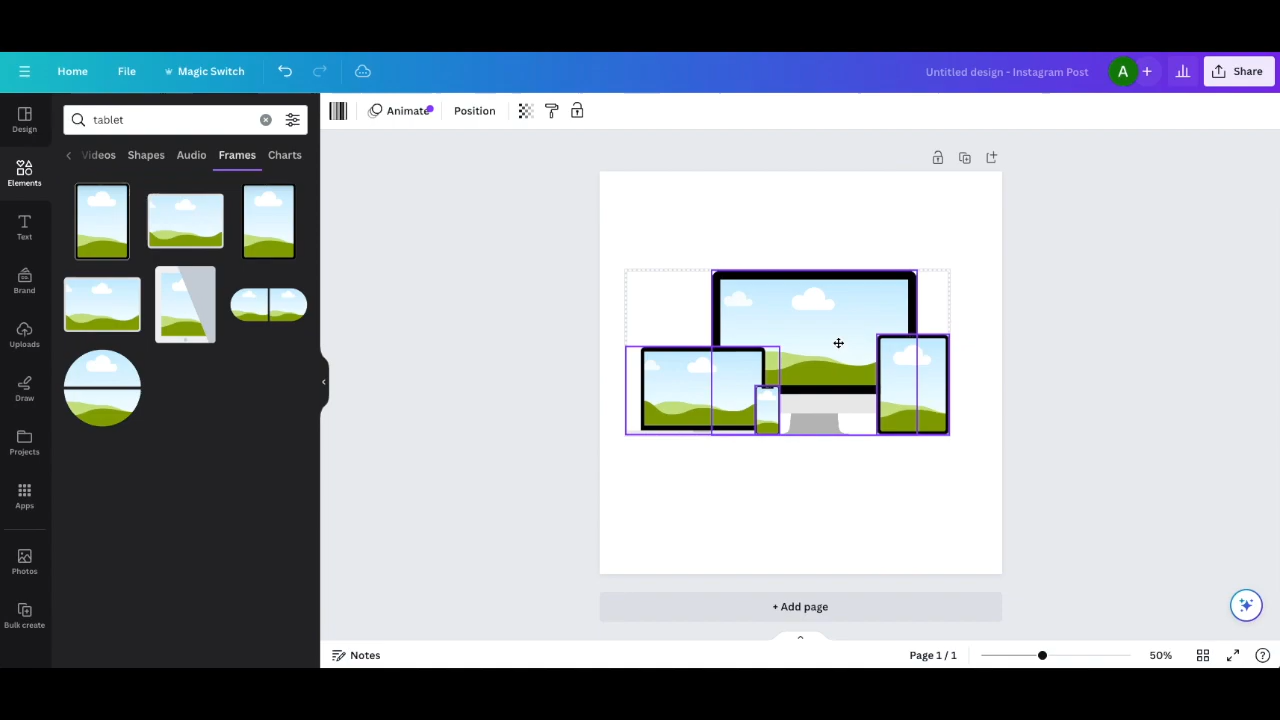 Home File Magic Switch Untitled design - Instagram Post A + Share
Design
Elements
Text
Brand
Uploads
Draw
Projects
Apps
Photos
Bulk create
tablet
Videos Shapes Audio Frames Charts
Animate Position
+ Add page
Notes Page 1 / 1 50%